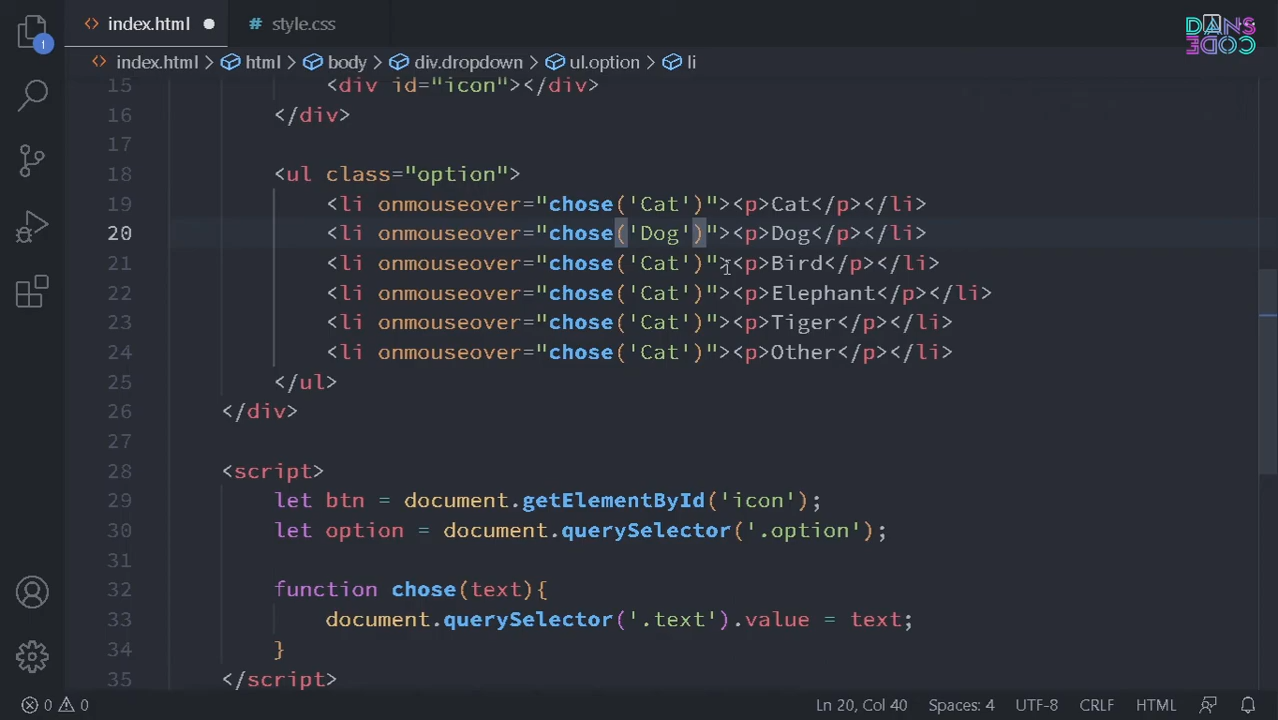 index.html
style.css
DANS CODE
1
index.html > html > body > div.dropdown > ul.option > li
15 <div id="icon"></div>
16 </div>
17
18 <ul class="option">
19 <li onmouseover="chose('Cat')"><p>Cat</p></li>
20 <li onmouseover="chose('Dog')"><p>Dog</p></li>
21 <li onmouseover="chose('Cat')"><p>Bird</p></li>
22 <li onmouseover="chose('Cat')"><p>Elephant</p></li>
23 <li onmouseover="chose('Cat')"><p>Tiger</p></li>
24 <li onmouseover="chose('Cat')"><p>Other</p></li>
25 </ul>
26 </div>
27
28 <script>
29 let btn = document.getElementById('icon');
30 let option = document.querySelector('.option');
31
32 function chose(text){
33 document.querySelector('.text').value = text;
34 }
35 </script>
0 0 Ln 20, Col 40 Spaces: 4 UTF-8 CRLF HTML